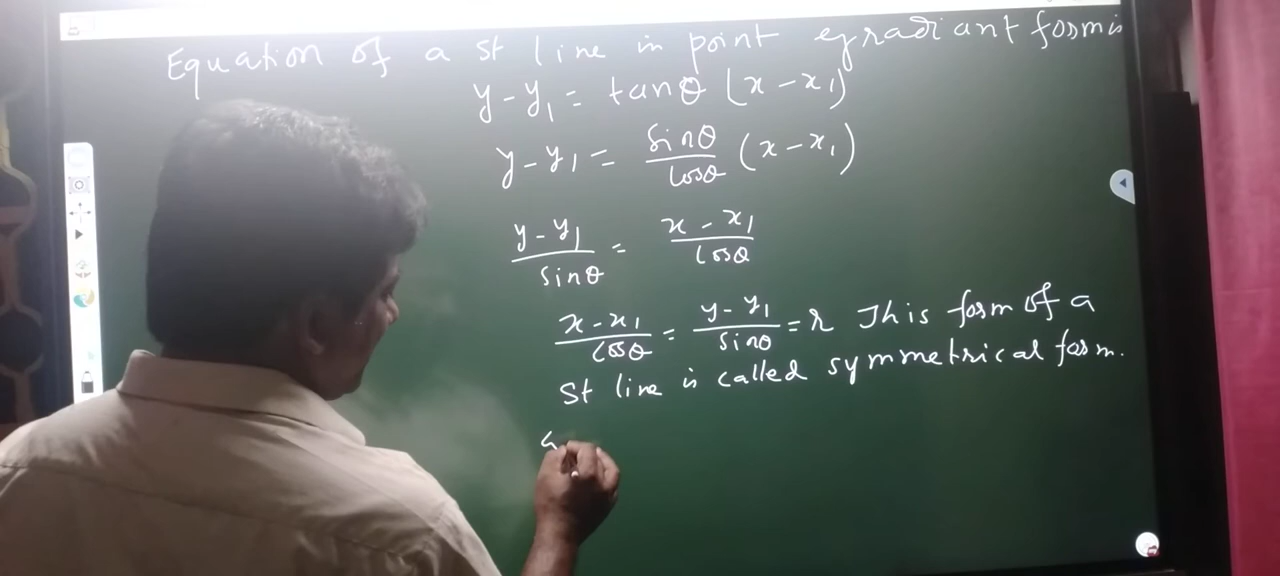 Equation of a st line in point egradiant form is
y - y₁ = tanθ (x - x₁)
y - y₁ = sinθ/cosθ (x - x₁)
y - y₁/sinθ = x - x₁/cosθ
x - x₁/cosθ = y - y₁/sinθ = r This form of a
St line is called symmetrical form.